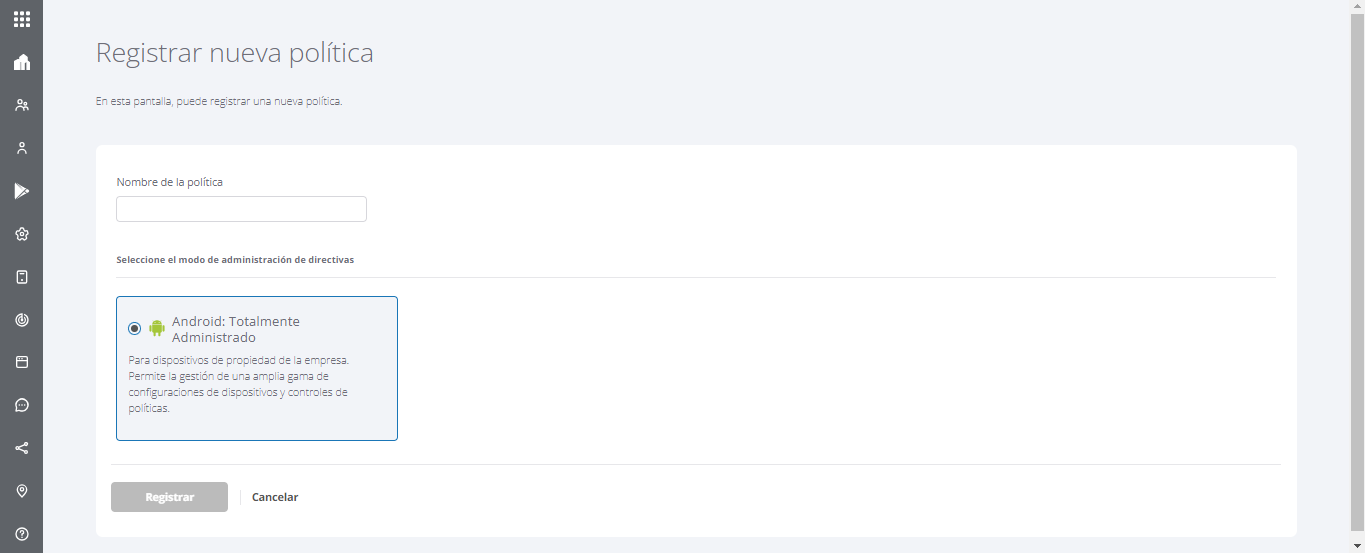 Registrar nueva política
En esta pantalla, puede registrar una nueva política.
Nombre de la política
Seleccione el modo de administración de directivas
Android: Totalmente
Administrado
Para dispositivos de propiedad de la empresa.
Permite la gestión de una amplia gama de
configuraciones de dispositivos y controles de
políticas.
Registrar
Cancelar